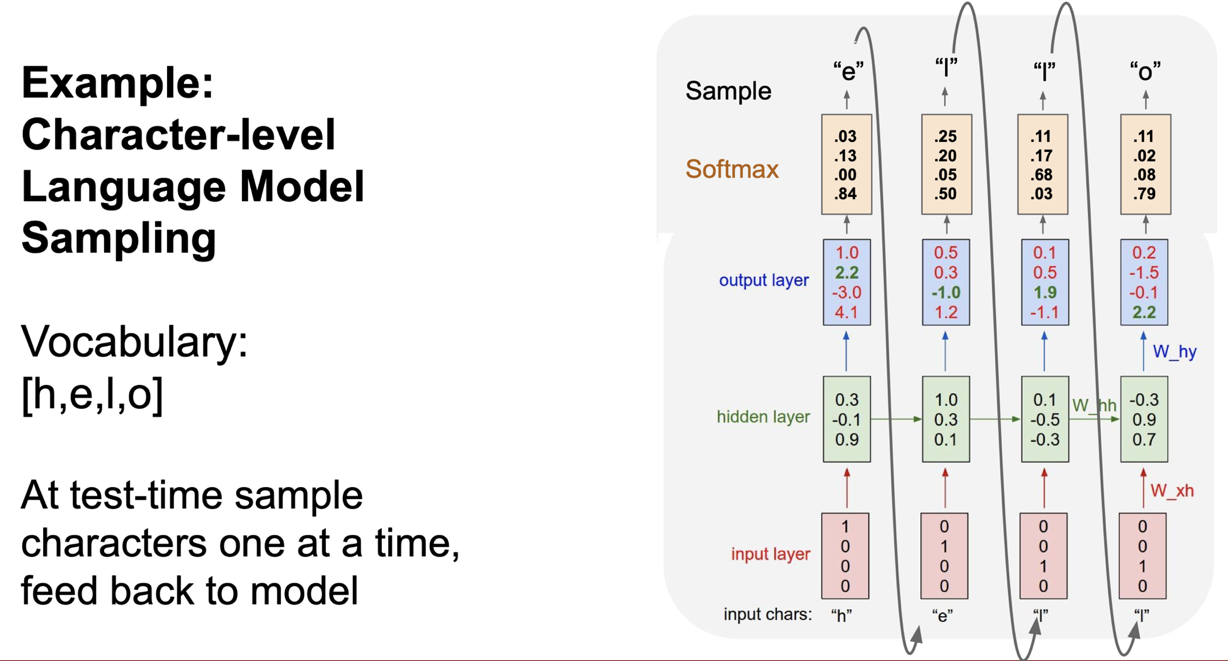 Example:
Character-level
Language Model
Sampling
Vocabulary:
[h,e,l,o]
At test-time sample
characters one at a time,
feed back to model
Sample “e” “l” “l” “o”
Softmax
.03 .25 .11 .11
.13 .20 .17 .02
.00 .05 .68 .08
.84 .50 .03 .79
output layer
1.0 0.5 0.1 0.2
2.2 0.3 0.5 -1.5
-3.0 -1.0 1.9 -0.1
4.1 1.2 -1.1 2.2
W_hy
hidden layer
0.3 1.0 0.1 -0.3
-0.1 0.3 -0.5 0.9
0.9 0.1 -0.3 0.7
W_hh
W_xh
input layer
1 0 0 0
0 1 0 0
0 0 1 1
0 0 0 0
input chars: “h” “e” “l” “l”